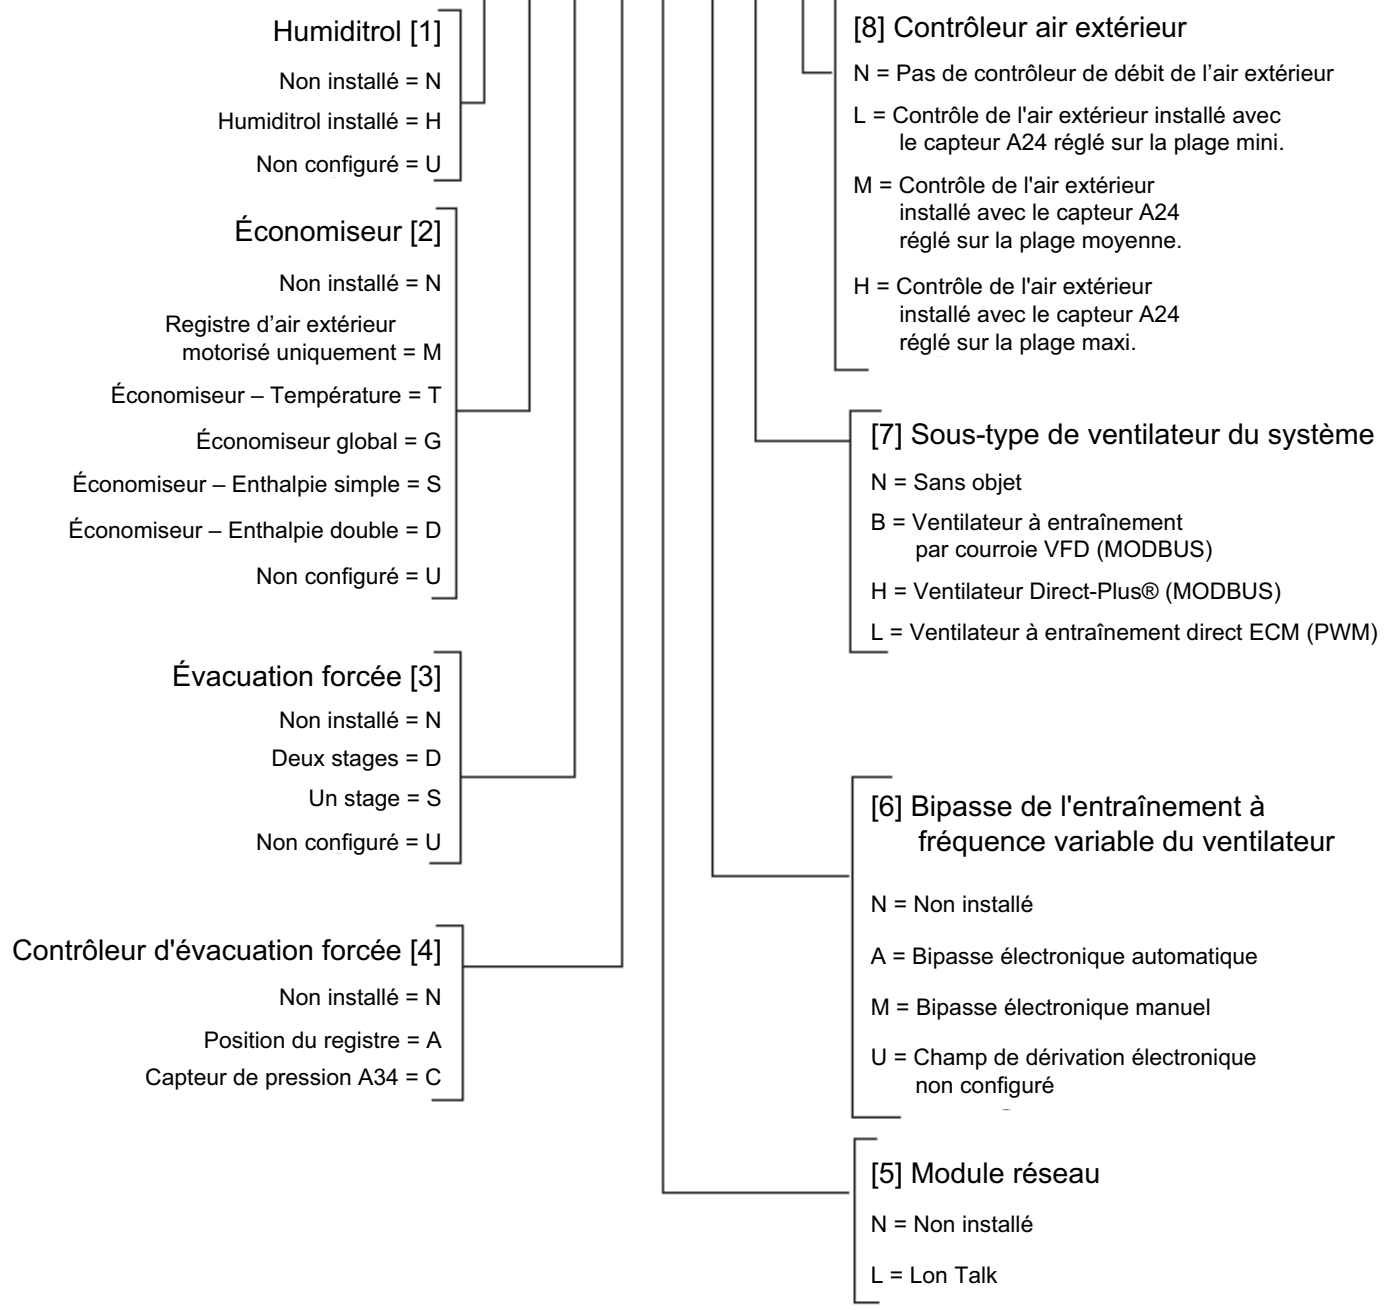 Humiditrol [1]
Non installé = N
Humiditrol installé = H
Non configuré = U
Économiseur [2]
Non installé = N
Registre d’air extérieur
motorisé uniquement = M
Économiseur – Température = T
Économiseur global = G
Économiseur – Enthalpie simple = S
Économiseur – Enthalpie double = D
Non configuré = U
Évacuation forcée [3]
Non installé = N
Deux stages = D
Un stage = S
Non configuré = U
Contrôleur d'évacuation forcée [4]
Non installé = N
Position du registre = A
Capteur de pression A34 = C
[8] Contrôleur air extérieur
N = Pas de contrôleur de débit de l’air extérieur
L = Contrôle de l'air extérieur installé avec
le capteur A24 réglé sur la plage mini.
M = Contrôle de l'air extérieur
installé avec le capteur A24
réglé sur la plage moyenne.
H = Contrôle de l'air extérieur
installé avec le capteur A24
réglé sur la plage maxi.
[7] Sous-type de ventilateur du système
N = Sans objet
B = Ventilateur à entraînement
par courroie VFD (MODBUS)
H = Ventilateur Direct-Plus® (MODBUS)
L = Ventilateur à entraînement direct ECM (PWM)
[6] Bipasse de l'entraînement à
fréquence variable du ventilateur
N = Non installé
A = Bipasse électronique automatique
M = Bipasse électronique manuel
U = Champ de dérivation électronique
non configuré
[5] Module réseau
N = Non installé
L = Lon Talk